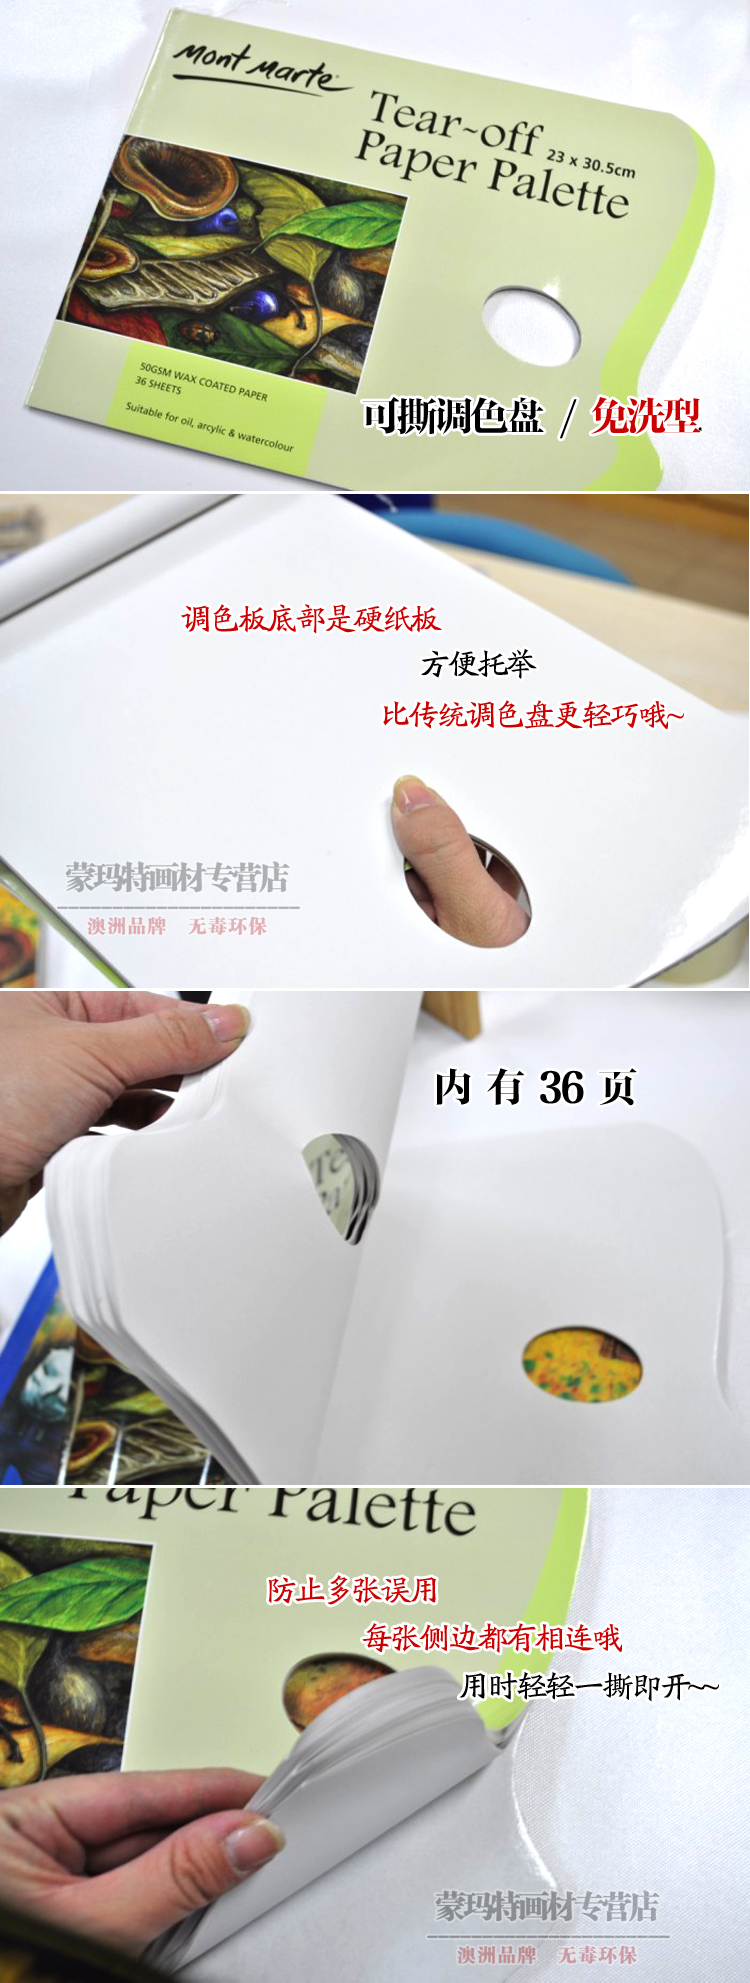 Mont Marte
Tear-off
Paper Palette
23 x 30.5cm
50GSM WAX COATED PAPER
36 SHEETS
Suitable for oil, arcylic & watercolour
可撕调色盘 / 免洗型
调色板底部是硬纸板
方便托举
比传统调色盘更轻巧哦~
蒙玛特画材专营店
澳洲品牌 无毒环保
内 有 36 页
Paper Palette
防止多张误用
每张侧边都有相连哦
用时轻轻一撕即开~~
蒙玛特画材专营店
澳洲品牌 无毒环保